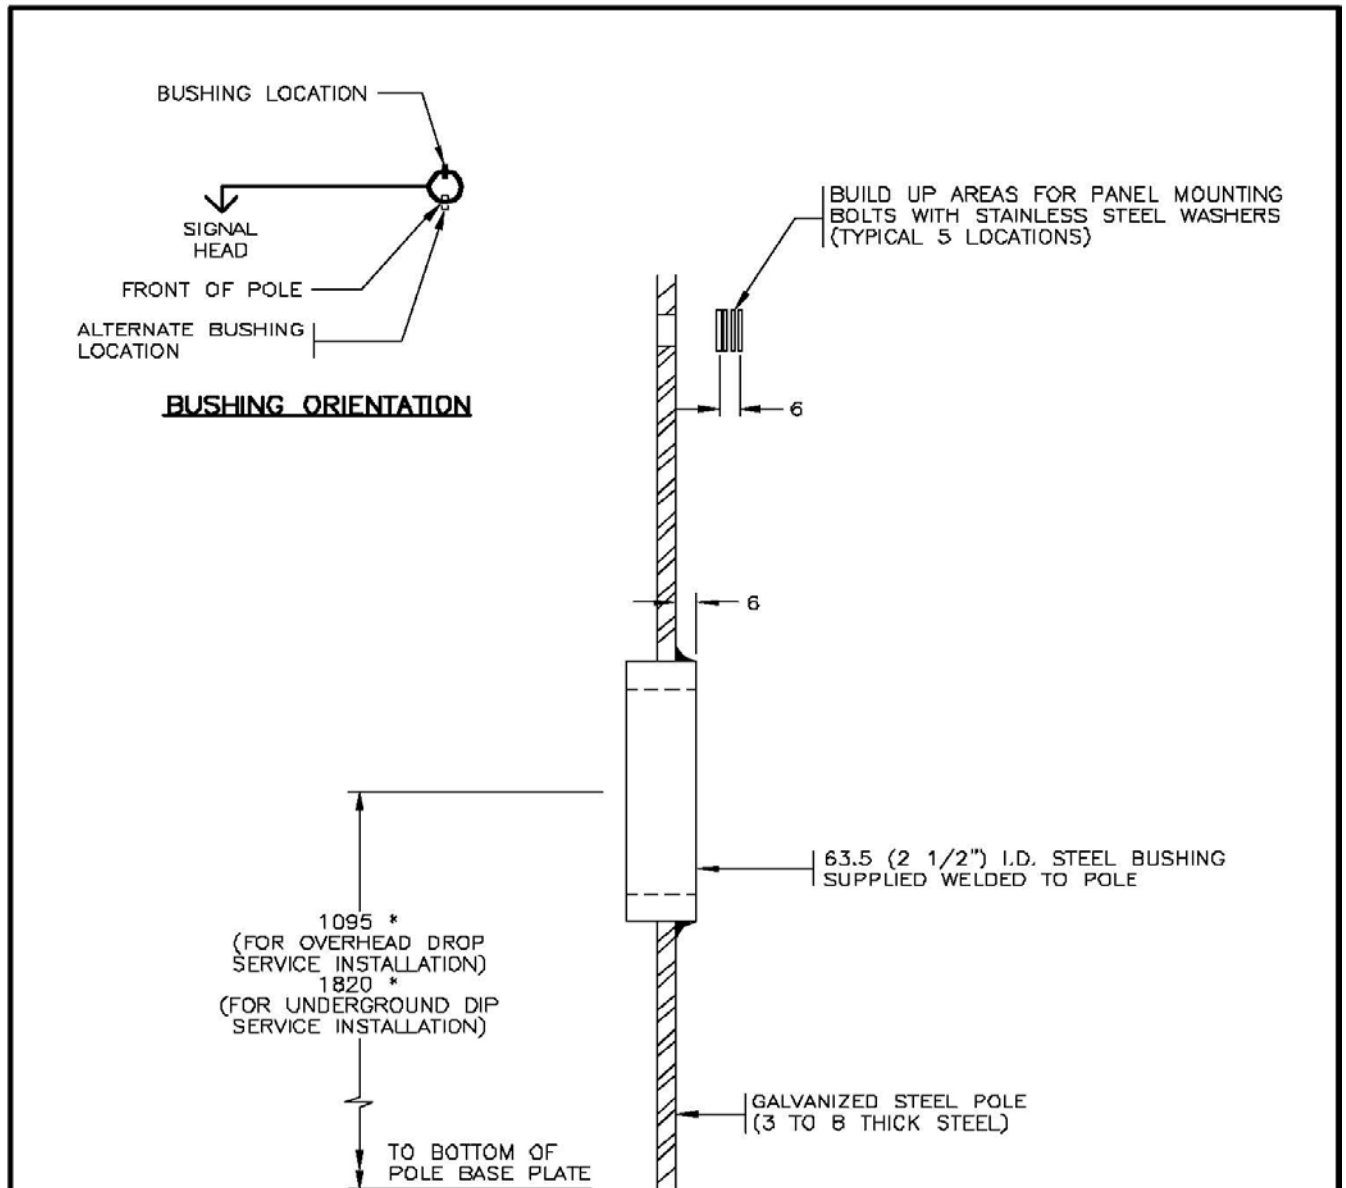 BUSHING LOCATION
SIGNAL
HEAD
FRONT OF POLE
ALTERNATE BUSHING
LOCATION
BUSHING ORIENTATION
BUILD UP AREAS FOR PANEL MOUNTING
BOLTS WITH STAINLESS STEEL WASHERS
(TYPICAL 5 LOCATIONS)
6
6
63.5 (2 1/2") I.D. STEEL BUSHING
SUPPLIED WELDED TO POLE
1095 *
(FOR OVERHEAD DROP
SERVICE INSTALLATION)
1820 *
(FOR UNDERGROUND DIP
SERVICE INSTALLATION)
GALVANIZED STEEL POLE
(3 TO 8 THICK STEEL)
TO BOTTOM OF
POLE BASE PLATE